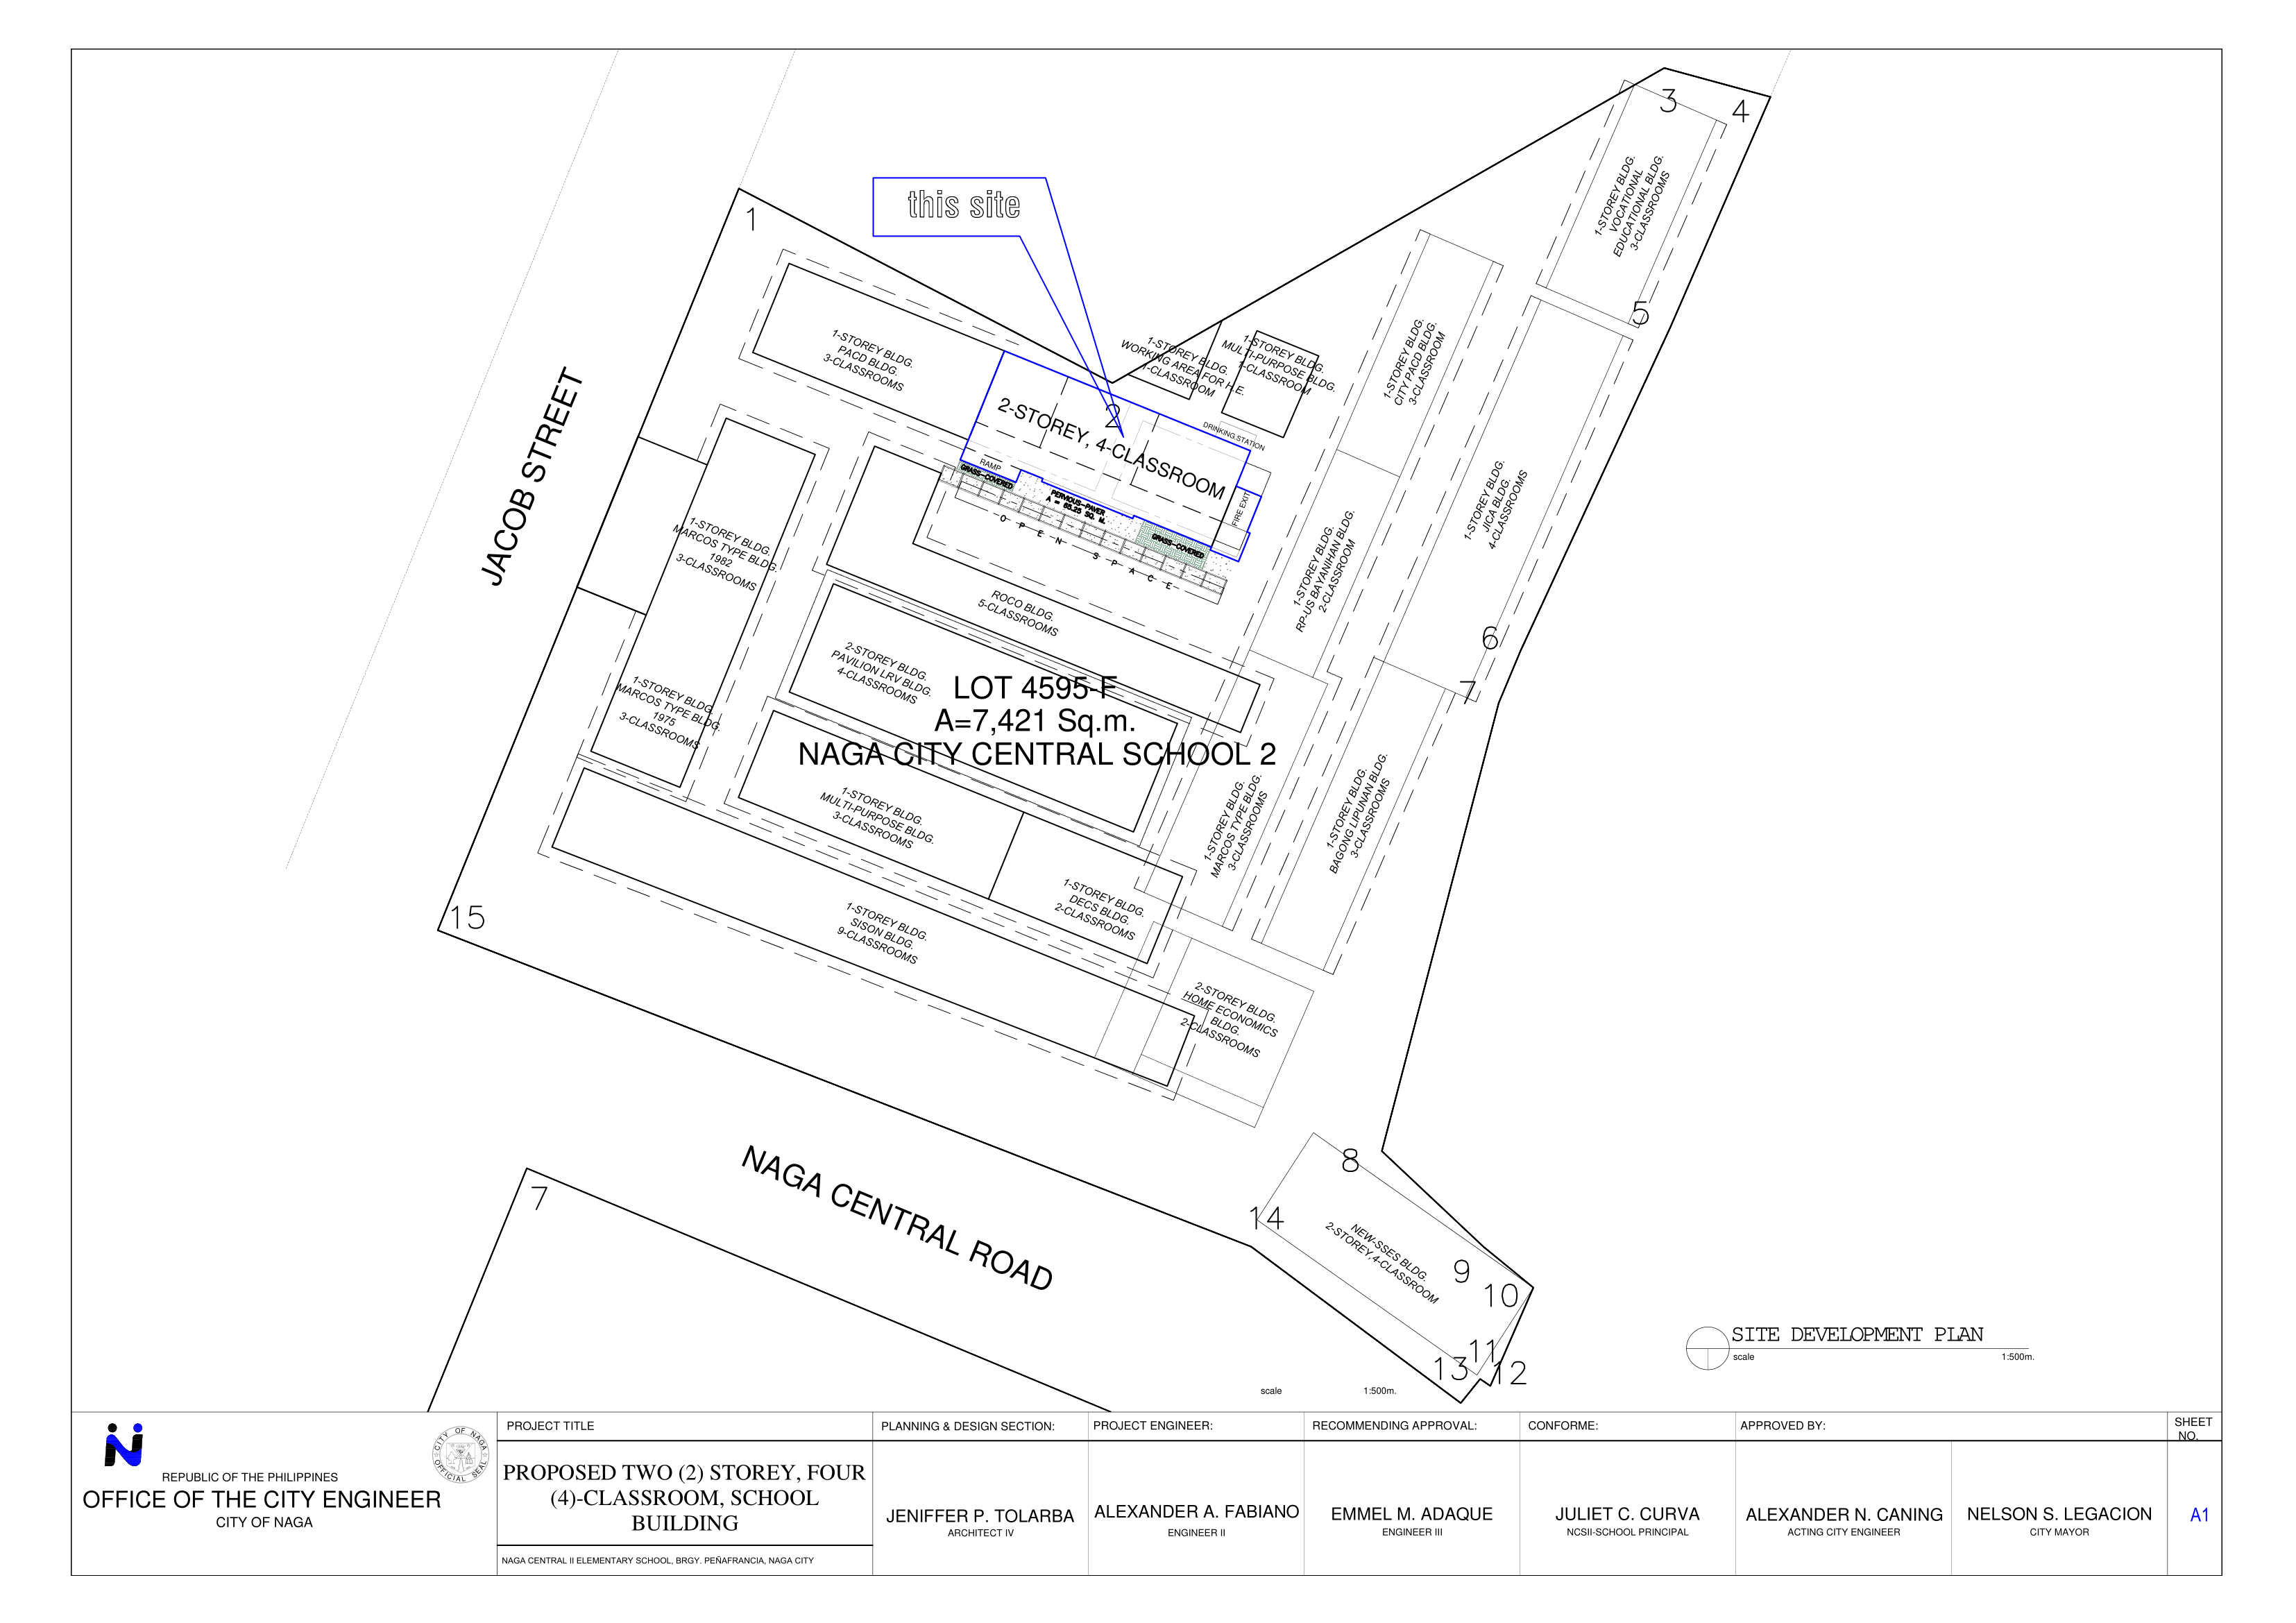 this site
1
2
3
4
5
6
7
8
9
10
11
12
13
14
15
7
JACOB STREET
NAGA CENTRAL ROAD
1-STOREY BLDG.
PACD BLDG.
3-CLASSROOMS
1-STOREY BLDG.
WORKING AREA FOR H.E.
1-CLASSROOM
1-STOREY BLDG.
MULTI-PURPOSE BLDG.
1-CLASSROOM
1-STOREY BLDG.
VOCATIONAL
EDUCATIONAL BLDG.
3-CLASSROOMS
1-STOREY BLDG.
CITY PACD BLDG.
3-CLASSROOM
2-STOREY, 4-CLASSROOM
DRINKING STATION
RAMP
FIRE EXIT
GRASS-COVERED
PERVIOUS-PAVER
A = 65.25 SQ. M.
GRASS-COVERED
OPEN SPACE
1-STOREY BLDG.
JICA BLDG.
4-CLASSROOMS
1-STOREY BLDG.
RP-US BAYANIHAN BLDG.
2-CLASSROOM
1-STOREY BLDG.
MARCOS TYPE BLDG.
1982
3-CLASSROOMS
ROCO BLDG.
5-CLASSROOMS
2-STOREY BLDG.
PAVILION LRV BLDG.
4-CLASSROOMS
1-STOREY BLDG.
MARCOS TYPE BLDG.
1975
3-CLASSROOMS
LOT 4595-F
A=7,421 Sq.m.
NAGA CITY CENTRAL SCHOOL 2
1-STOREY BLDG.
MULTI-PURPOSE BLDG.
3-CLASSROOMS
1-STOREY BLDG.
MARCOS TYPE BLDG.
3-CLASSROOMS
1-STOREY BLDG.
BAGONG LIPUNAN BLDG.
3-CLASSROOMS
1-STOREY BLDG.
DECS BLDG.
2-CLASSROOMS
1-STOREY BLDG.
SISON BLDG.
9-CLASSROOMS
2-STOREY BLDG.
HOME ECONOMICS
BLDG.
2-CLASSROOMS
NEW-SSES BLDG.
2-STOREY,4-CLASSROOM
SITE DEVELOPMENT PLAN
scale 1:500m.
scale 1:500m.
CITY OF NAGA
OFFICIAL SEAL
REPUBLIC OF THE PHILIPPINES
OFFICE OF THE CITY ENGINEER
CITY OF NAGA
PROJECT TITLE
PROPOSED TWO (2) STOREY, FOUR
(4)-CLASSROOM, SCHOOL
BUILDING
NAGA CENTRAL II ELEMENTARY SCHOOL, BRGY. PEÑAFRANCIA, NAGA CITY
PLANNING & DESIGN SECTION:
JENIFFER P. TOLARBA
ARCHITECT IV
PROJECT ENGINEER:
ALEXANDER A. FABIANO
ENGINEER II
RECOMMENDING APPROVAL:
EMMEL M. ADAQUE
ENGINEER III
CONFORME:
JULIET C. CURVA
NCSII-SCHOOL PRINCIPAL
APPROVED BY:
ALEXANDER N. CANING
ACTING CITY ENGINEER
NELSON S. LEGACION
CITY MAYOR
SHEET
NO.
A1